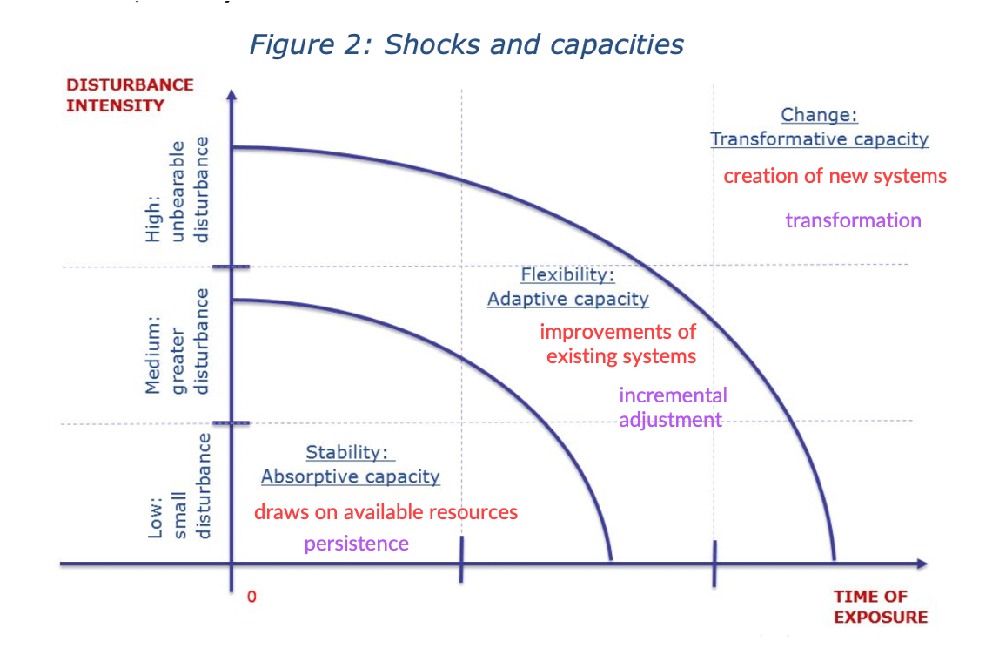 Figure 2: Shocks and capacities
DISTURBANCE
INTENSITY
High:
unbearable
disturbance
Medium:
greater
disturbance
Low:
small
disturbance
Change:
Transformative capacity
creation of new systems
transformation
Flexibility:
Adaptive capacity
improvements of
existing systems
incremental
adjustment
Stability:
Absorptive capacity
draws on available resources
persistence
0
TIME OF
EXPOSURE